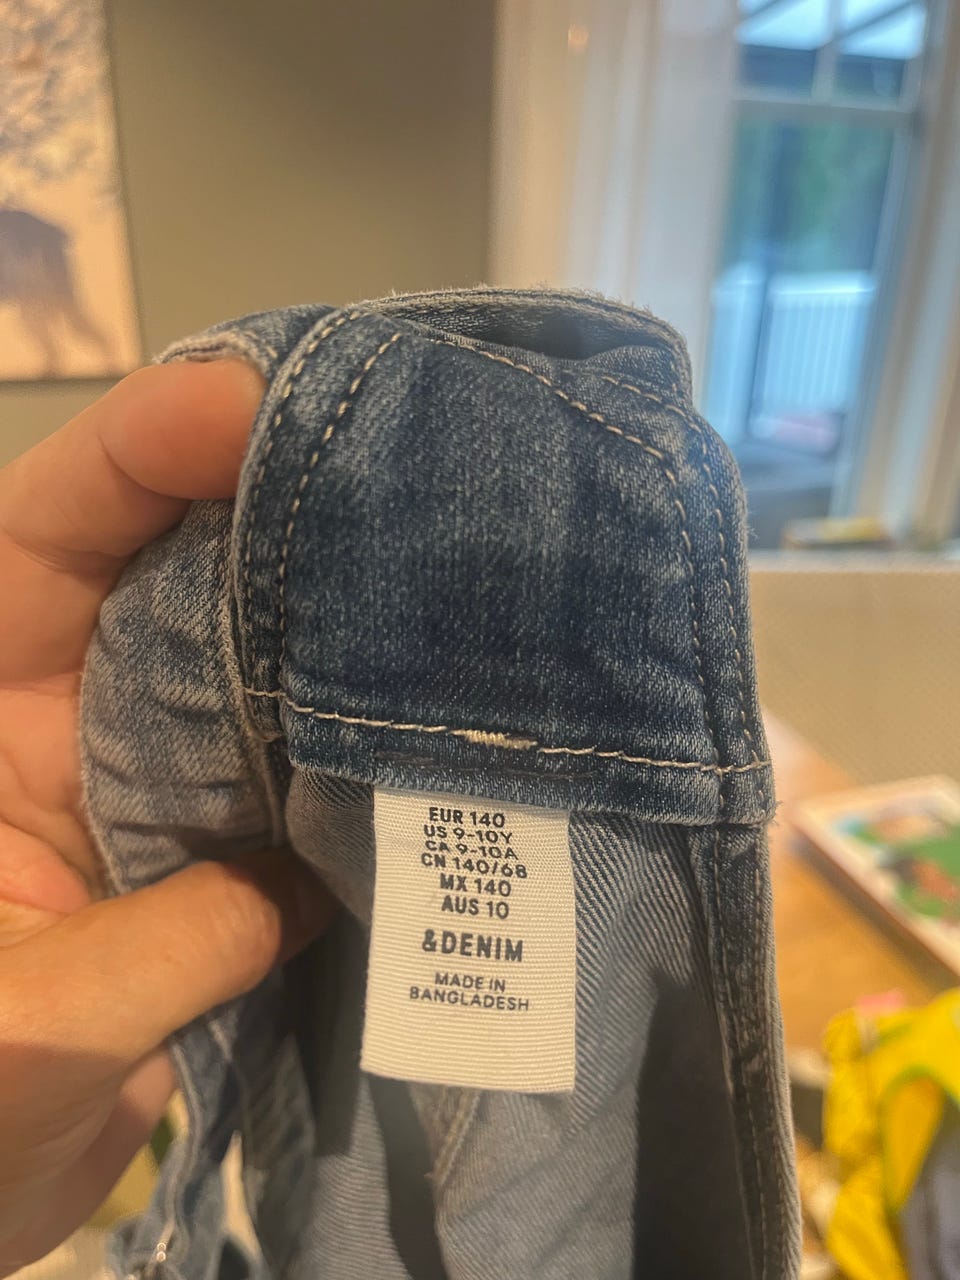 EUR 140
US 9-10Y
CA 9-10A
CN 140/68
MX 140
AUS 10
&DENIM
MADE IN
BANGLADESH